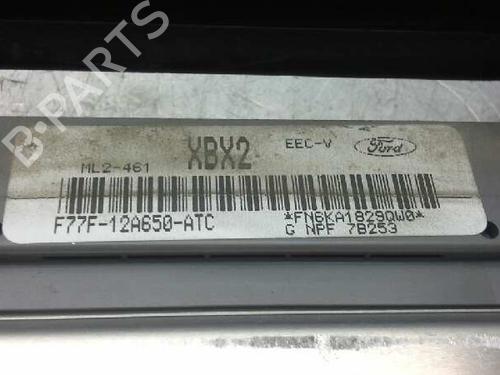 B-PARTS
XBX2
EEC-V
Ford
ML2-461
F77F-12A650-ATC
*FN6KA1829QW0*
G NPF 7B253